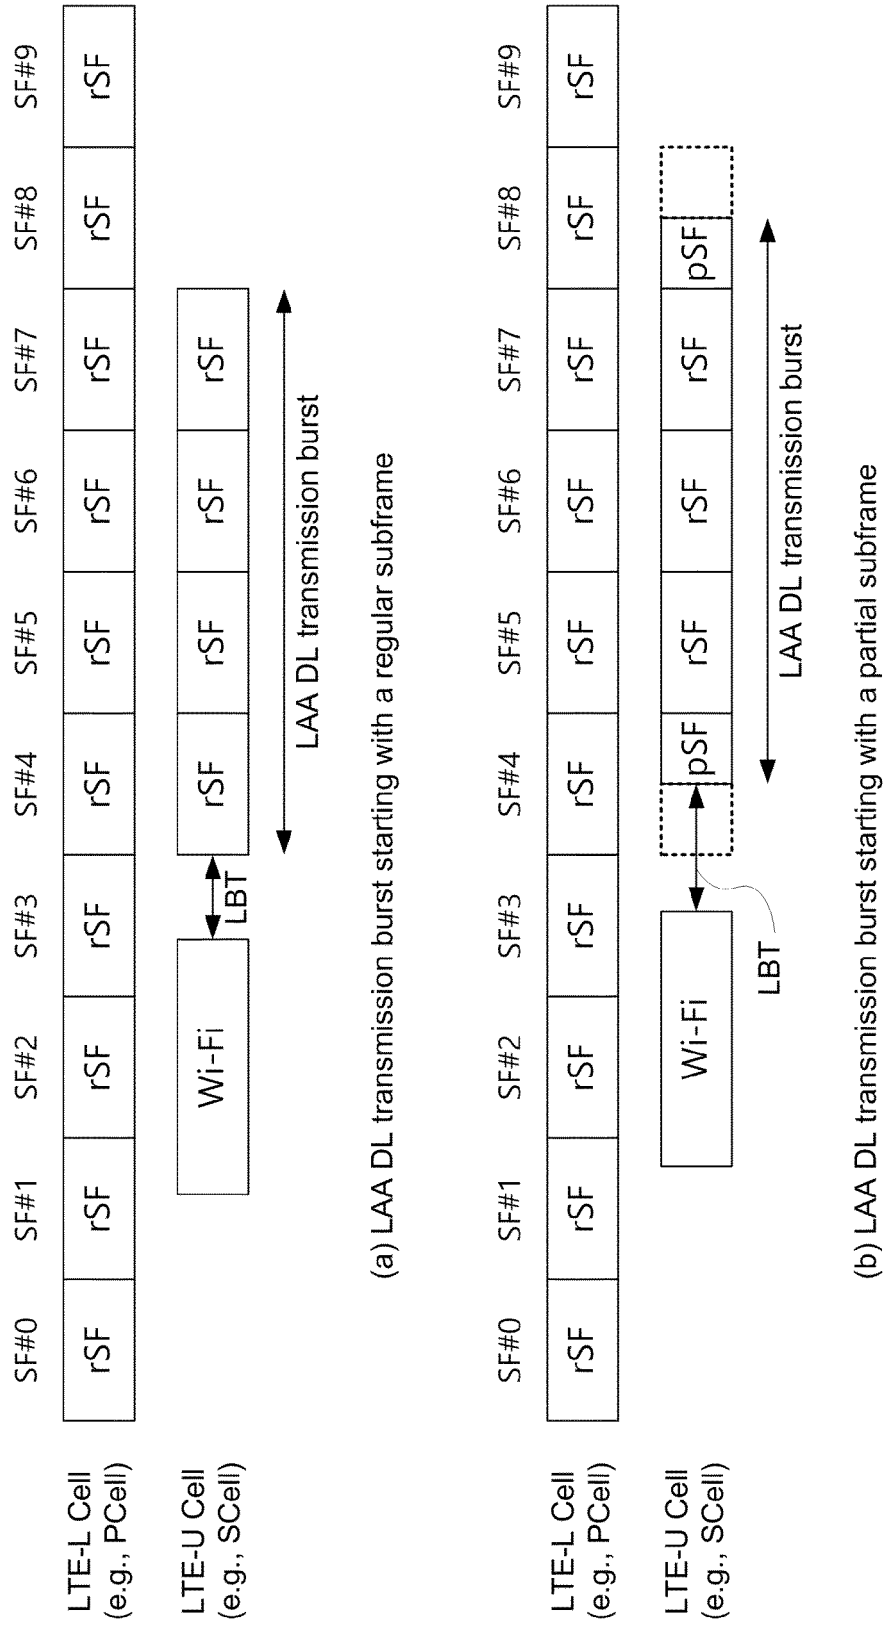 SF#0 SF#1 SF#2 SF#3 SF#4 SF#5 SF#6 SF#7 SF#8 SF#9
LTE-L Cell
(e.g., PCell)
rSF rSF rSF rSF rSF rSF rSF rSF rSF rSF
LTE-U Cell
(e.g., SCell)
Wi-Fi rSF rSF rSF rSF
LBT
LAA DL transmission burst
(a) LAA DL transmission burst starting with a regular subframe
SF#0 SF#1 SF#2 SF#3 SF#4 SF#5 SF#6 SF#7 SF#8 SF#9
LTE-L Cell
(e.g., PCell)
rSF rSF rSF rSF rSF rSF rSF rSF rSF rSF
LTE-U Cell
(e.g., SCell)
Wi-Fi pSF rSF rSF rSF pSF
LBT
LAA DL transmission burst
(b) LAA DL transmission burst starting with a partial subframe